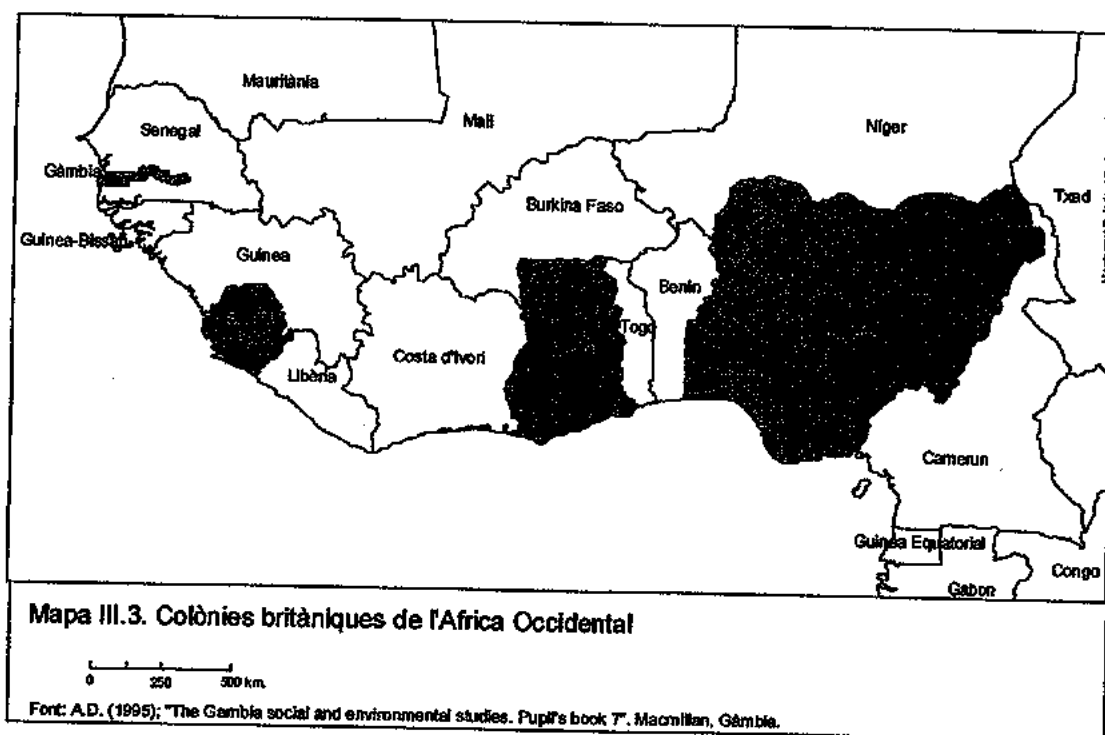 Mauritània
Mali
Níger
Senegal
Gàmbia
Txad
Burkina Faso
Guinea-Bissau
Guinea
Benin
Togo
Costa d'Ivori
Libèria
Camerun
Guinea Equatorial
Congo
Gabon
Mapa III.3. Colònies britàniques de l'Africa Occidental
0 250 500 km.
Font: A.D. (1995); "The Gambia social and environmental studies. Pupil's book 7". Macmillan, Gàmbia.